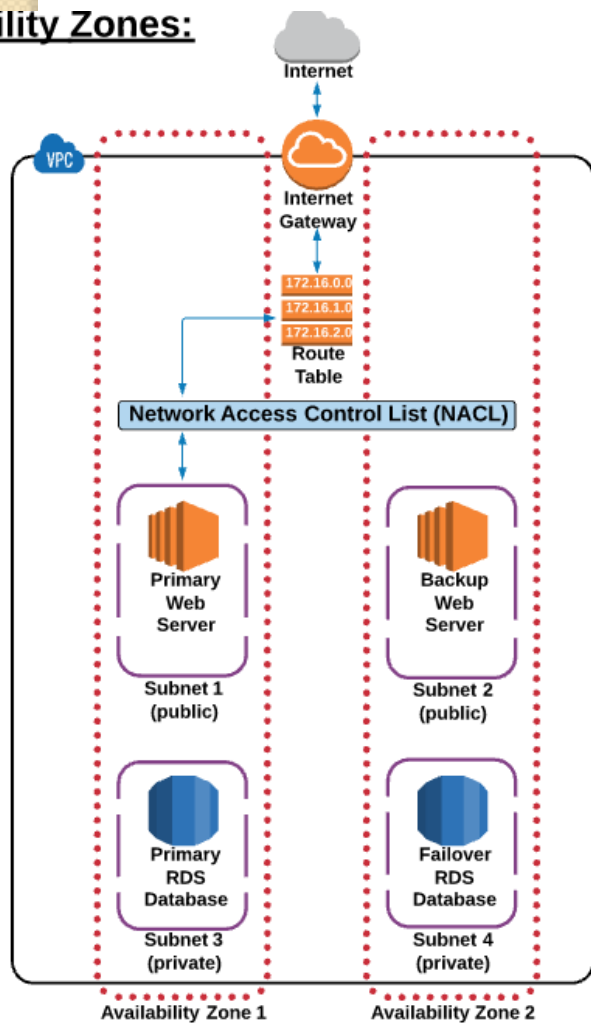 ility Zones:
Internet
VPC
Internet
Gateway
172.16.0.0
172.16.1.0
172.16.2.0
Route
Table
Network Access Control List (NACL)
Primary
Web
Server
Subnet 1
(public)
Backup
Web
Server
Subnet 2
(public)
Primary
RDS
Database
Subnet 3
(private)
Failover
RDS
Database
Subnet 4
(private)
Availability Zone 1
Availability Zone 2